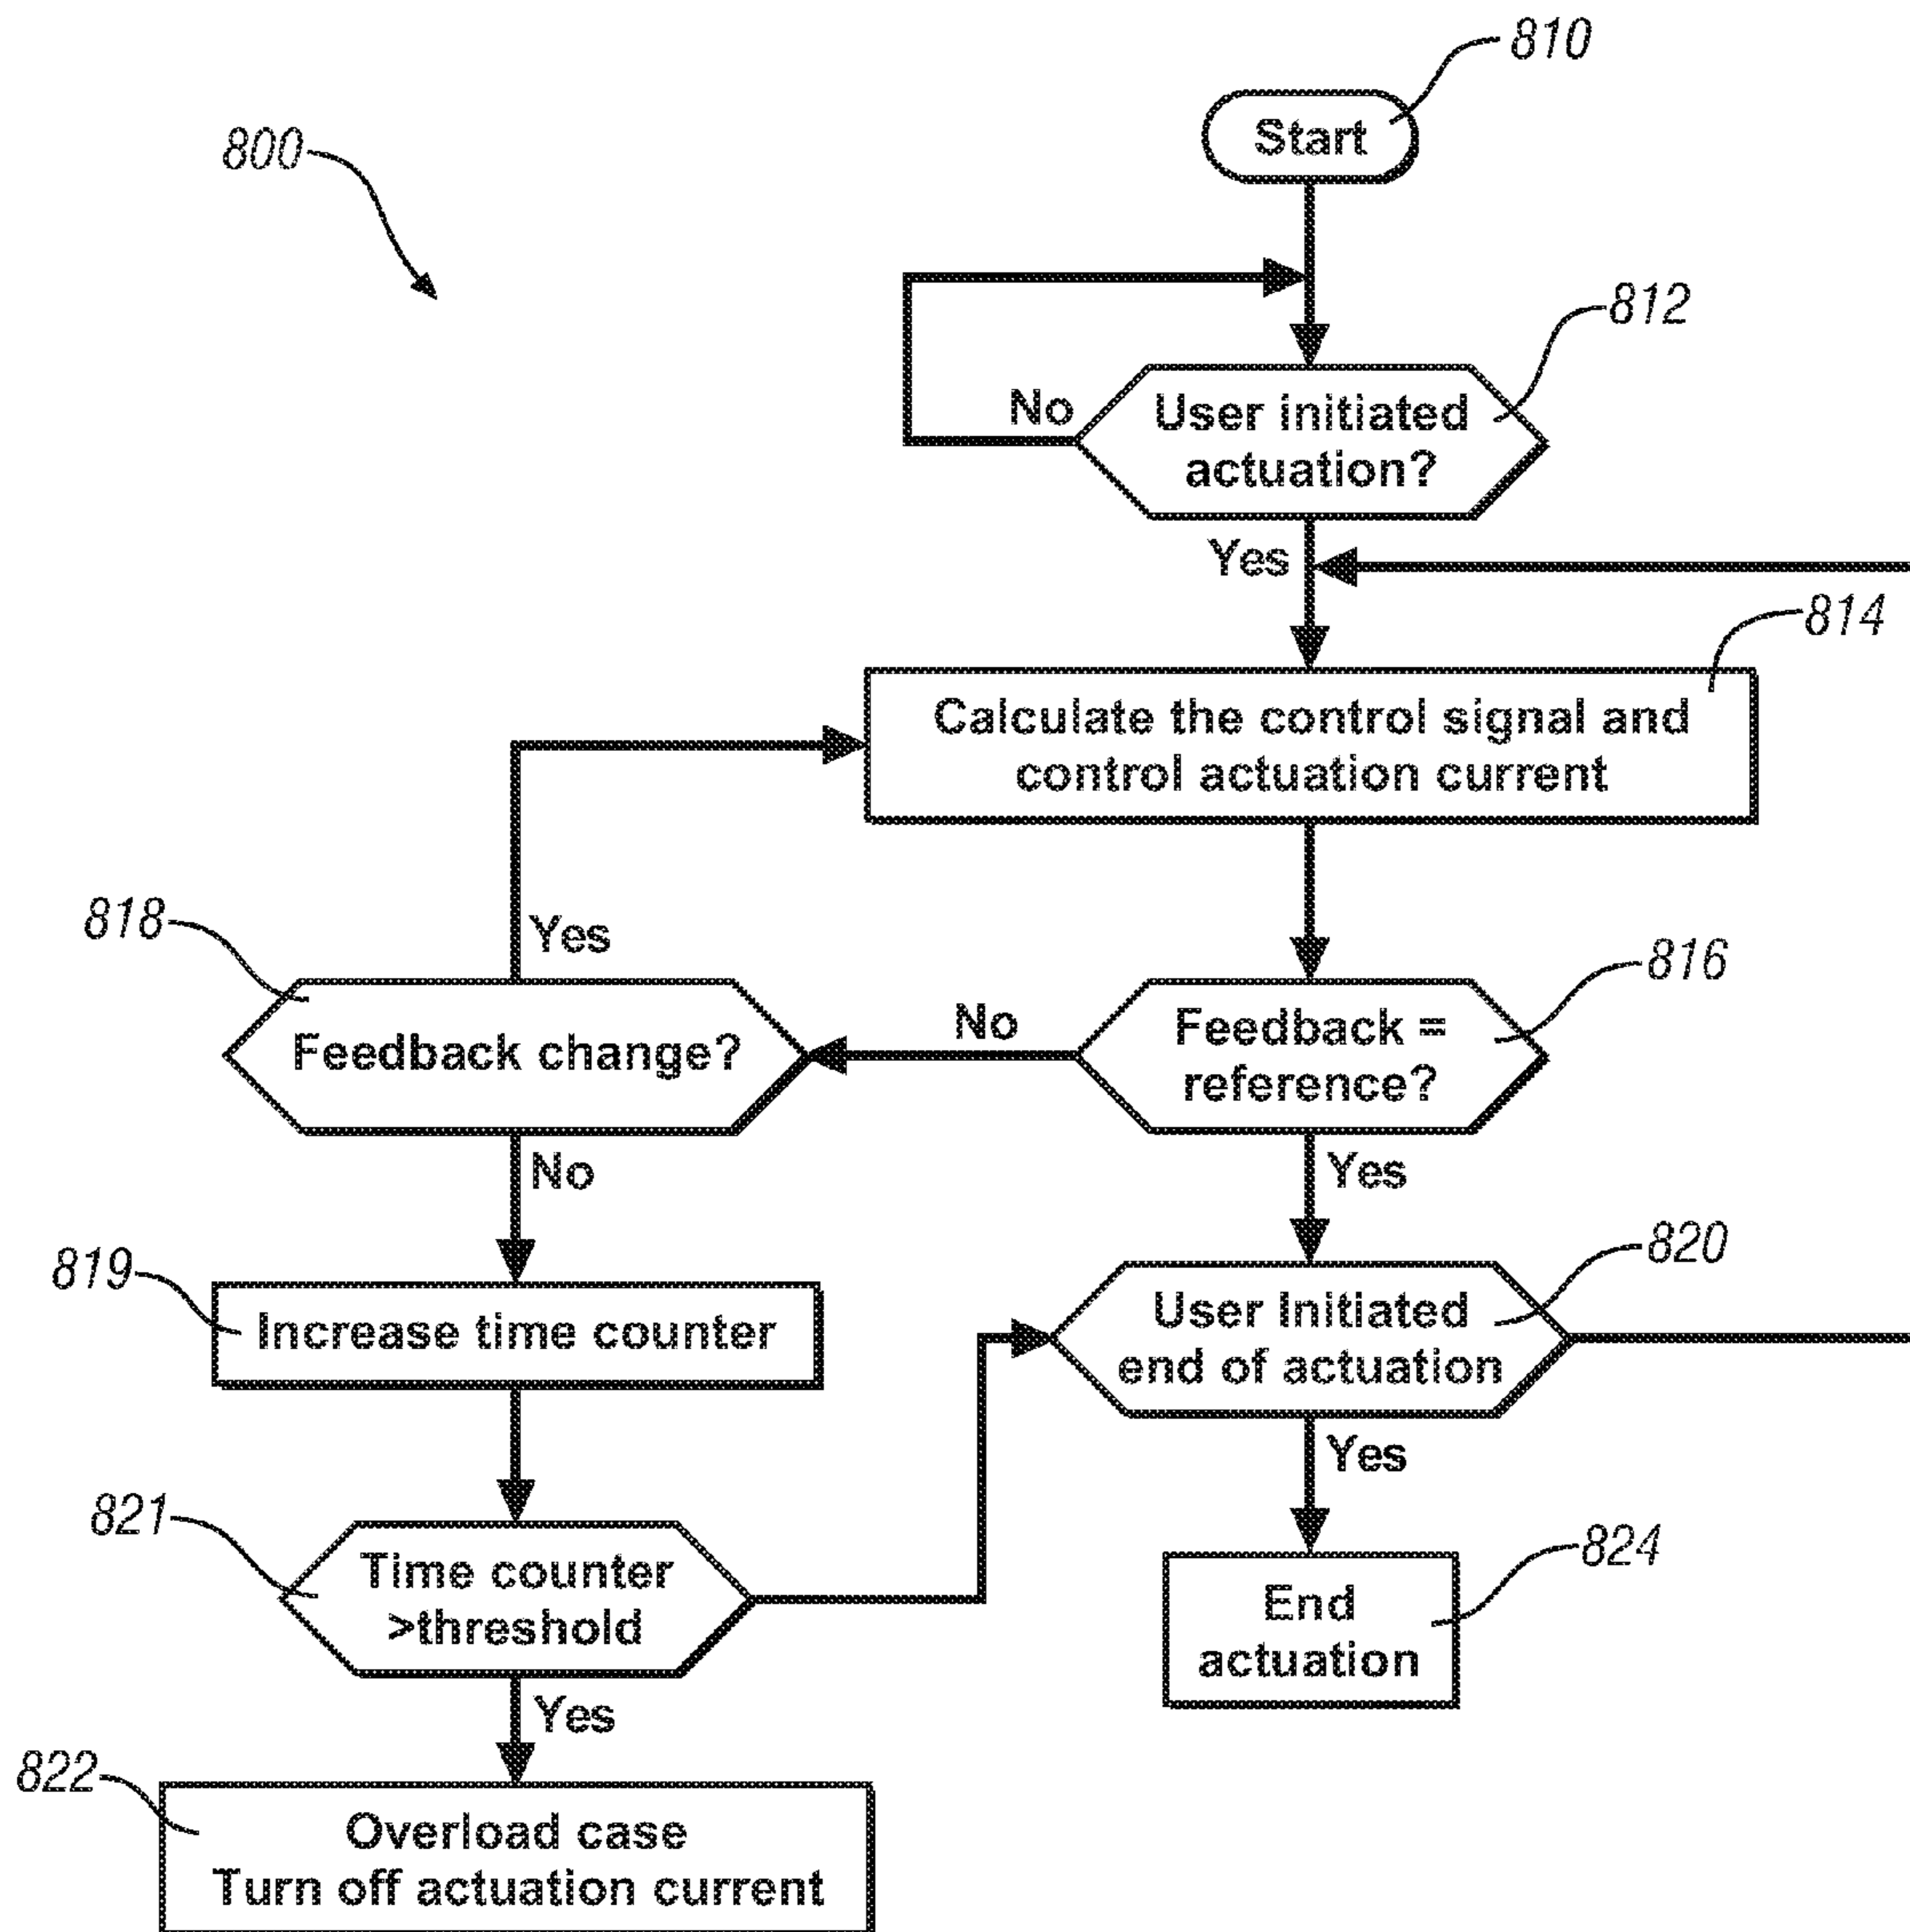 810
Start
800
812
No
User initiated
actuation?
Yes
814
Calculate the control signal and
control actuation current
818
Yes
816
Feedback change?
No
Feedback =
reference?
No
Yes
819
820
Increase time counter
User Initiated
end of actuation
Yes
821
Time counter
>threshold
824
End
actuation
Yes
822
Overload case
Turn off actuation current